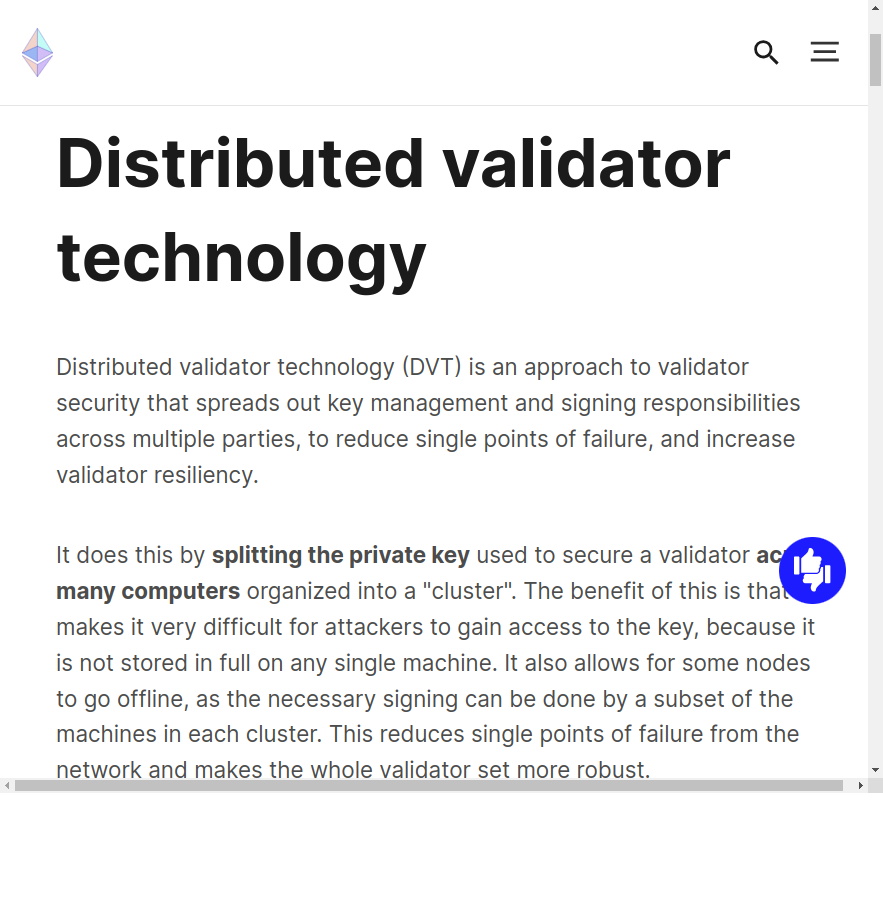 Distributed validator
technology
Distributed validator technology (DVT) is an approach to validator
security that spreads out key management and signing responsibilities
across multiple parties, to reduce single points of failure, and increase
validator resiliency.
It does this by splitting the private key used to secure a validator
many computers organized into a "cluster". The benefit of this is that
makes it very difficult for attackers to gain access to the key, because it
is not stored in full on any single machine. It also allows for some nodes
to go offline, as the necessary signing can be done by a subset of the
machines in each cluster. This reduces single points of failure from the
network and makes the whole validator set more robust.